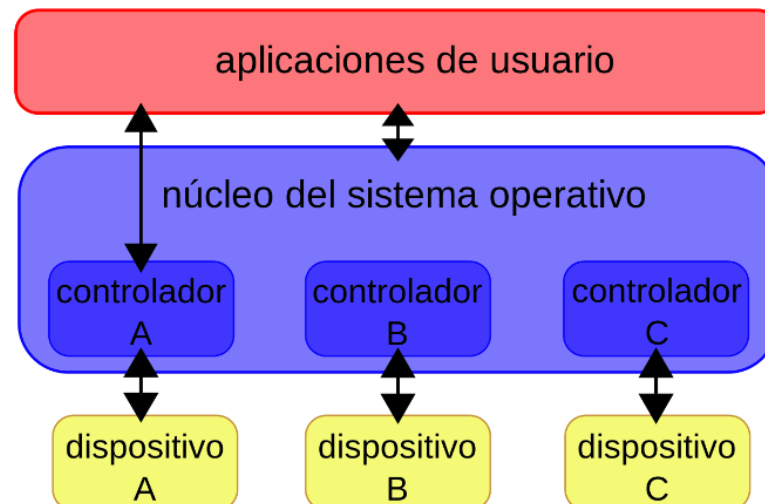 aplicaciones de usuario
núcleo del sistema operativo
controlador
A
controlador
B
controlador
C
dispositivo
A
dispositivo
B
dispositivo
C